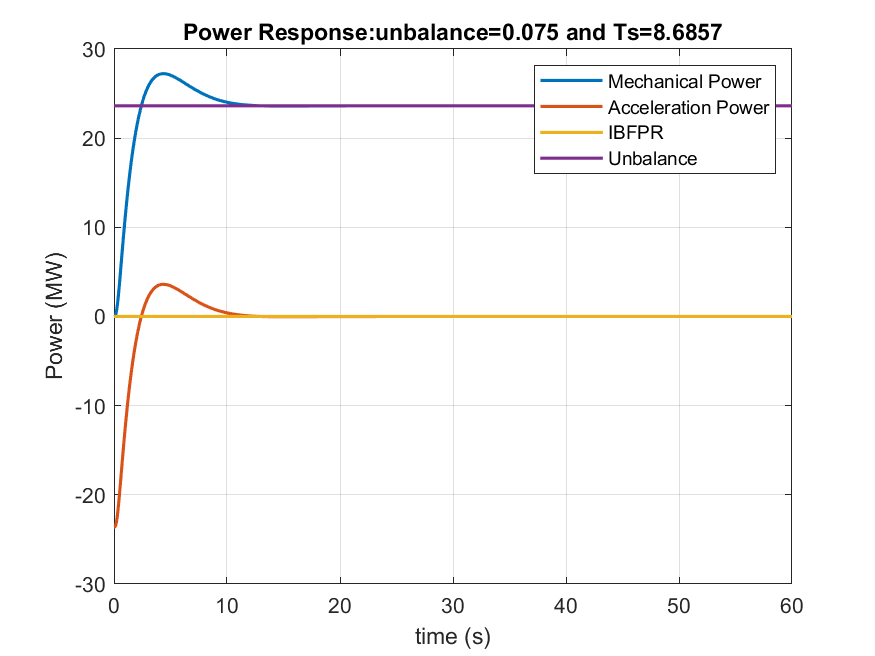 Power Response:unbalance=0.075 and Ts=8.6857
30
20
10
0
-10
-20
-30
Power (MW)
Mechanical Power
Acceleration Power
IBFPR
Unbalance
0 10 20 30 40 50 60
time (s)